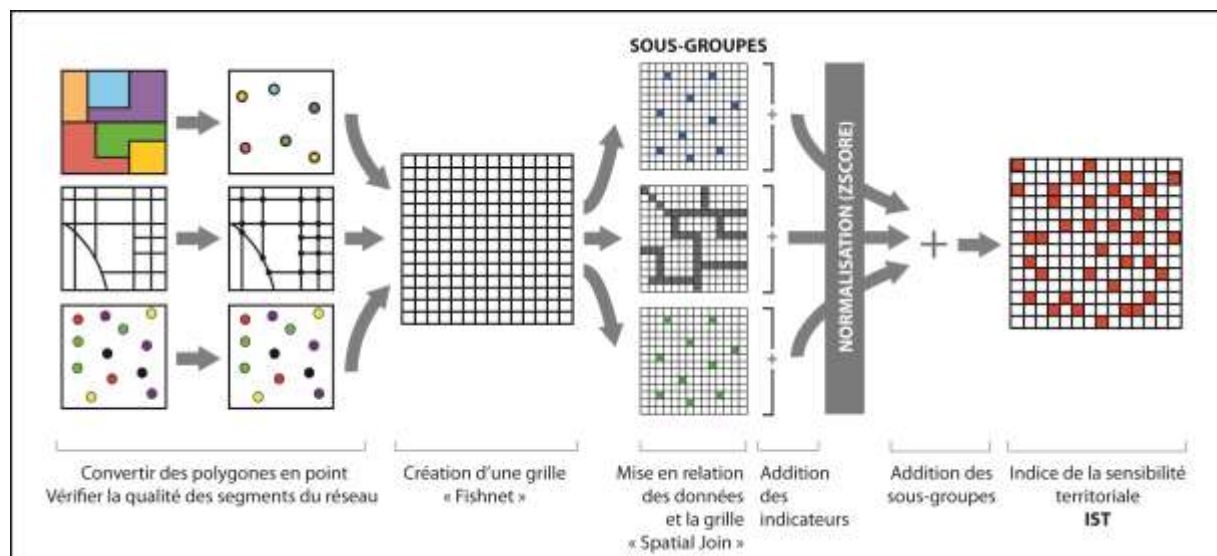 SOUS-GROUPES
NORMALISATION (ZSCORE)
Convertir des polygones en point
Vérifier la qualité des segments du réseau
Création d’une grille
« Fishnet »
Mise en relation
des données
et la grille
« Spatial Join »
Addition
des
indicateurs
Addition des
sous-groupes
Indice de la sensibilité
territoriale
IST